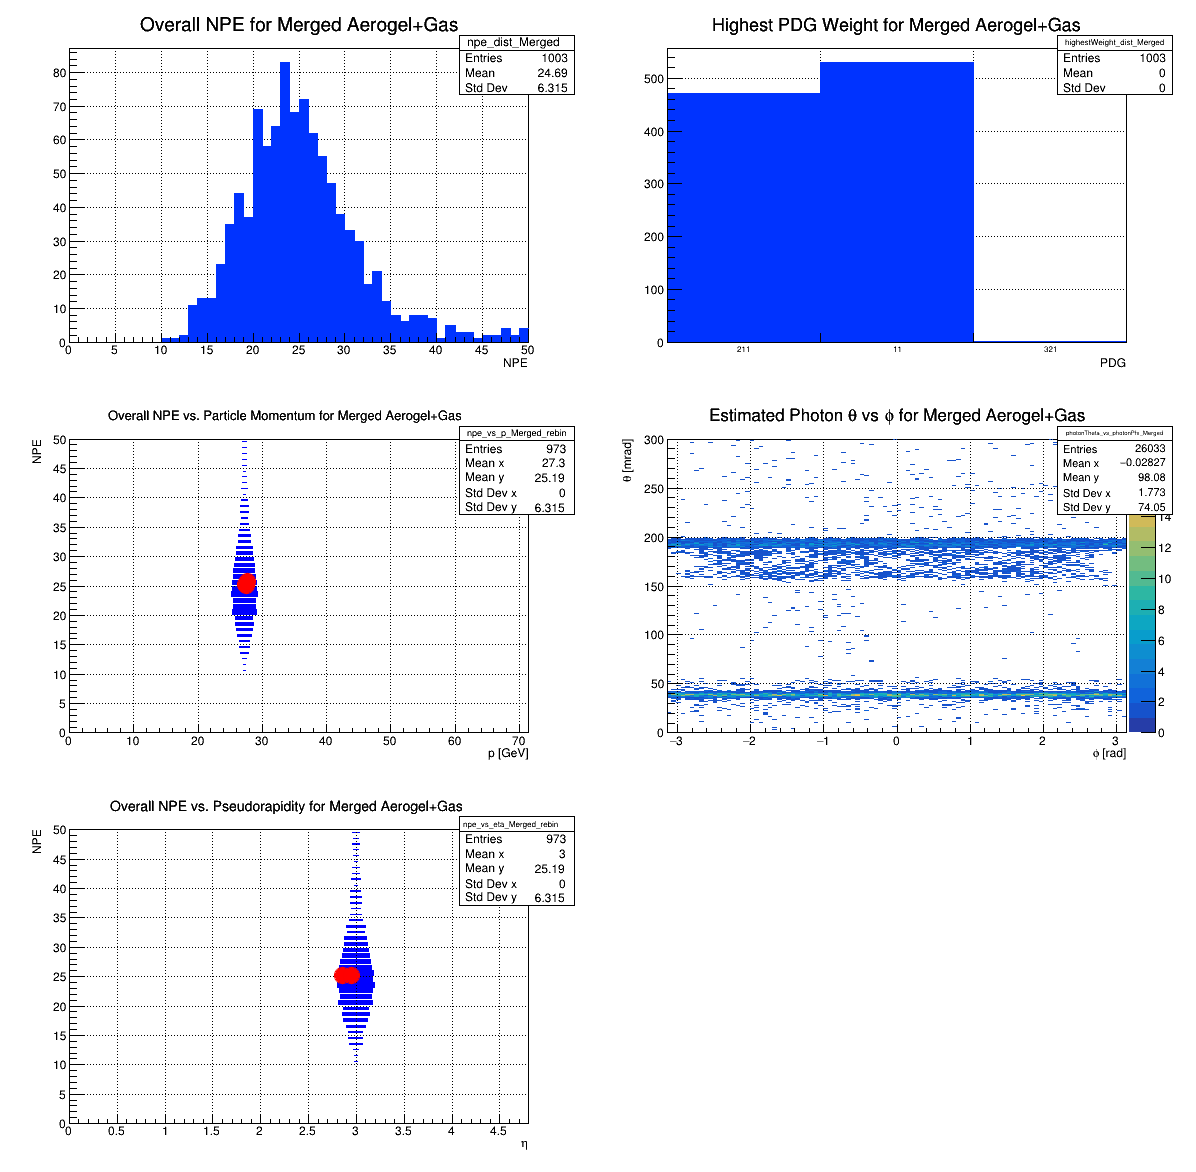 Overall NPE for Merged Aerogel+Gas
npe_dist_Merged
Entries 1003
Mean 24.69
Std Dev 6.315
80
70
60
50
40
30
20
10
0
0 5 10 15 20 25 30 35 40 45 50
NPE
Highest PDG Weight for Merged Aerogel+Gas
highestWeight_dist_Merged
Entries 1003
Mean 0
Std Dev 0
500
400
300
200
100
0
211 11 321
PDG
Overall NPE vs. Particle Momentum for Merged Aerogel+Gas
npe_vs_p_Merged_rebin
Entries 973
Mean x 27.3
Mean y 25.19
Std Dev x 0
Std Dev y 6.315
NPE
50
45
40
35
30
25
20
15
10
5
0
0 10 20 30 40 50 60 70
p [GeV]
Estimated Photon θ vs ϕ for Merged Aerogel+Gas
photonTheta_vs_photonPhi_Merged
Entries 26033
Mean x −0.02827
Mean y 98.08
Std Dev x 1.773
Std Dev y 74.05
θ [mrad]
300
250
200
150
100
50
0
−3 −2 −1 0 1 2 3
ϕ [rad]
14
12
10
8
6
4
2
0
Overall NPE vs. Pseudorapidity for Merged Aerogel+Gas
npe_vs_eta_Merged_rebin
Entries 973
Mean x 3
Mean y 25.19
Std Dev x 0
Std Dev y 6.315
NPE
50
45
40
35
30
25
20
15
10
5
0
0 0.5 1 1.5 2 2.5 3 3.5 4 4.5
η